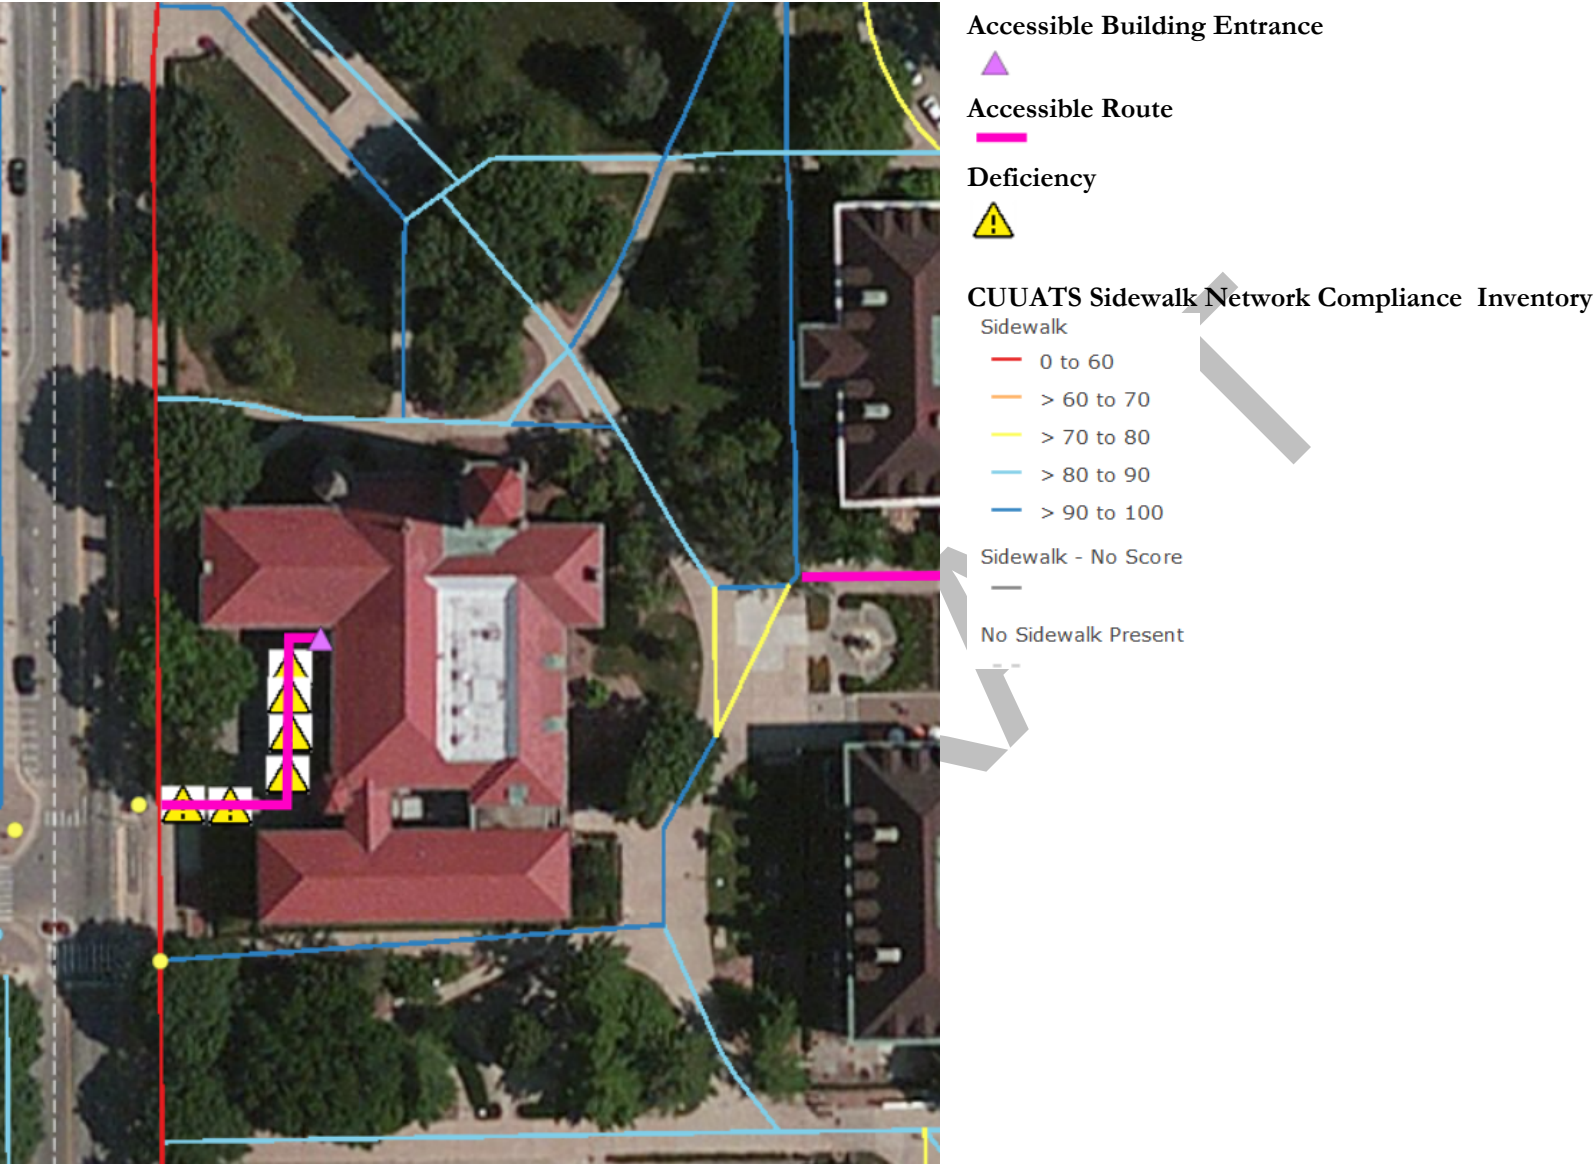 Accessible Building Entrance
Accessible Route
Deficiency
CUUATS Sidewalk Network Compliance Inventory
Sidewalk
0 to 60
> 60 to 70
> 70 to 80
> 80 to 90
> 90 to 100
Sidewalk - No Score
No Sidewalk Present